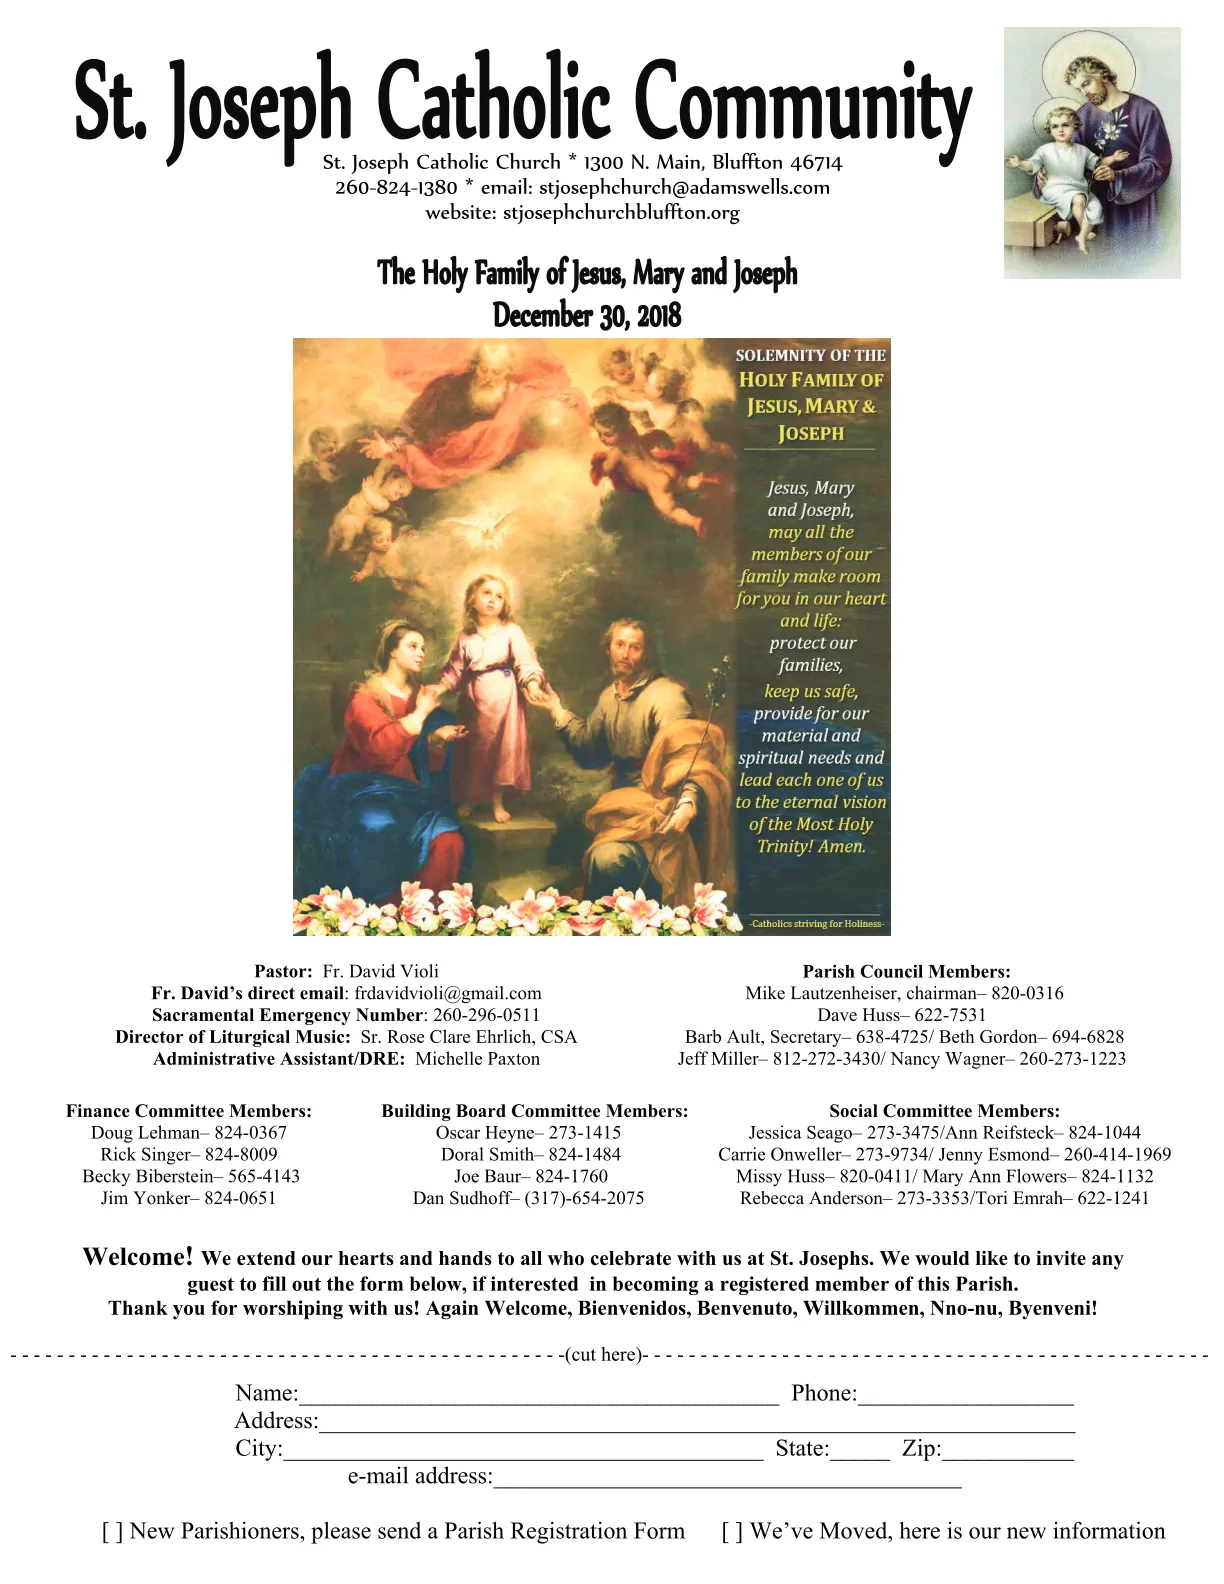 St. Joseph Catholic Community
St. Joseph Catholic Church * 1300 N. Main, Bluffton 46714
260-824-1380 * email: stjosephchurch@adamswells.com
website: stjosephchurchbluffton.org
The Holy Family of Jesus, Mary and Joseph
December 30, 2018
SOLEMNITY OF THE
HOLY FAMILY OF
JESUS, MARY &
JOSEPH
Jesus, Mary
and Joseph,
may all the
members of our
family make room
for you in our heart
and life:
protect our
families,
keep us safe,
provide for our
material and
spiritual needs and
lead each one of us
to the eternal vision
of the Most Holy
Trinity! Amen.
-Catholics striving for Holiness-
Pastor: Fr. David Violi
Fr. David's direct email: frdavidvioli@gmail.com
Sacramental Emergency Number: 260-296-0511
Director of Liturgical Music: Sr. Rose Clare Ehrlich, CSA
Administrative Assistant/DRE: Michelle Paxton
Parish Council Members:
Mike Lautzenheiser, chairman– 820-0316
Dave Huss– 622-7531
Barb Ault, Secretary– 638-4725/ Beth Gordon– 694-6828
Jeff Miller– 812-272-3430/ Nancy Wagner– 260-273-1223
Finance Committee Members:
Doug Lehman– 824-0367
Rick Singer– 824-8009
Becky Biberstein– 565-4143
Jim Yonker– 824-0651
Building Board Committee Members:
Oscar Heyne– 273-1415
Doral Smith– 824-1484
Joe Baur– 824-1760
Dan Sudhoff– (317)-654-2075
Social Committee Members:
Jessica Seago– 273-3475/Ann Reifsteck– 824-1044
Carrie Onweller– 273-9734/ Jenny Esmond– 260-414-1969
Missy Huss– 820-0411/ Mary Ann Flowers– 824-1132
Rebecca Anderson– 273-3353/Tori Emrah– 622-1241
Welcome! We extend our hearts and hands to all who celebrate with us at St. Josephs. We would like to invite any
guest to fill out the form below, if interested in becoming a registered member of this Parish.
Thank you for worshiping with us! Again Welcome, Bienvenidos, Benvenuto, Willkommen, Nno-nu, Byenveni!
- - - - - - - - - - - - - - - - - - - - - - - - - - - - - - - - - - - - - - - - - - - - - - - -(cut here)- - - - - - - - - - - - - - - - - - - - - - - - - - - - - - - - - - - - - - - - - - - - - - - -
Name:________________________________________ Phone:__________________
Address:_______________________________________________________________
City:________________________________________ State:_____ Zip:___________
e-mail address:_______________________________________
[ ] New Parishioners, please send a Parish Registration Form [ ] We've Moved, here is our new information